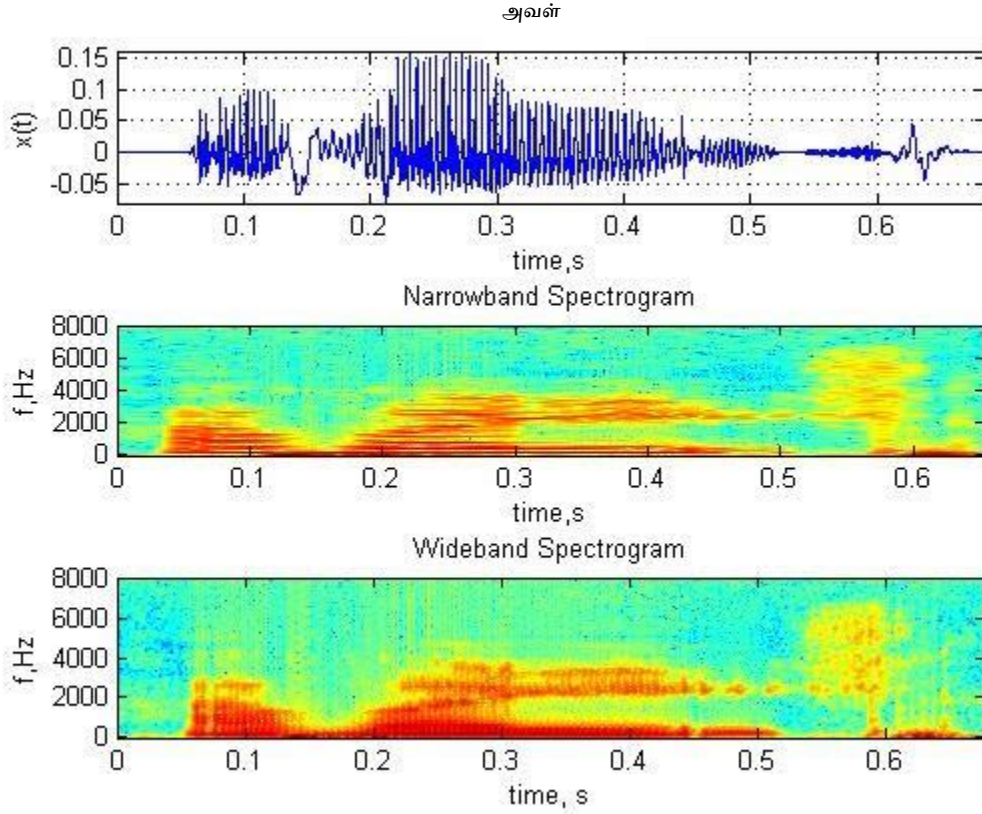 அவள்
0.15
0.1
0.05
0
-0.05
x(t)
0 0.1 0.2 0.3 0.4 0.5 0.6
time,s
Narrowband Spectrogram
8000
6000
4000
2000
0
f,Hz
0 0.1 0.2 0.3 0.4 0.5 0.6
time,s
Wideband Spectrogram
8000
6000
4000
2000
0
f,Hz
0 0.1 0.2 0.3 0.4 0.5 0.6
time, s